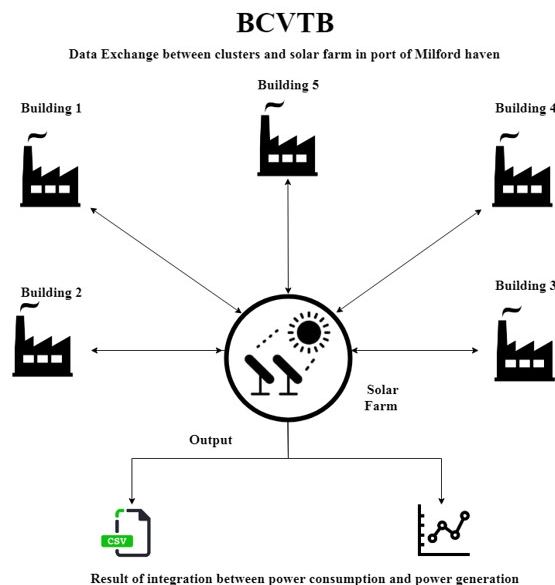 BCVTB
Data Exchange between clusters and solar farm in port of Milford haven
Building 5
Building 1
Building 4
Building 2
Building 3
Solar
Farm
Output
CSV
Result of integration between power consumption and power generation